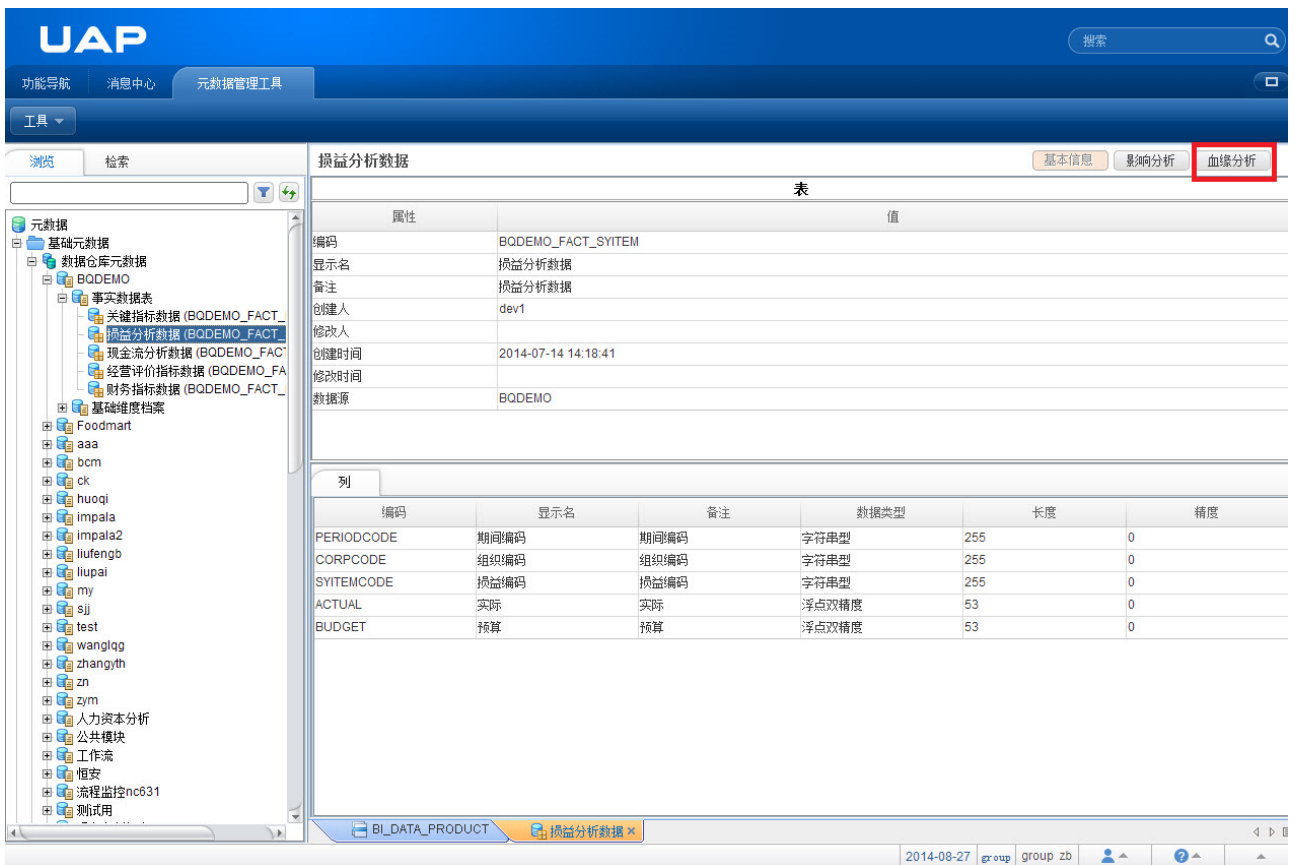 UAP
搜索
功能导航 消息中心 元数据管理工具
工具
浏览 检索
损益分析数据 基本信息 影响分析 血缘分析
表
属性 值
编码 BQDEMO_FACT_SYITEM
显示名 损益分析数据
备注 损益分析数据
创建人 dev1
修改人
创建时间 2014-07-14 14:18:41
修改时间
数据源 BQDEMO
元数据
基础元数据
数据仓库元数据
BQDEMO
事实数据表
关键指标数据 (BQDEMO_FACT_
损益分析数据 (BQDEMO_FACT_
现金流分析数据 (BQDEMO_FAC
经营评价指标数据 (BQDEMO_FA
财务指标数据 (BQDEMO_FACT_
基础维度档案
Foodmart
aaa
bcm
ck
huoqi
impala
impala2
liufengb
liupai
my
sjj
test
wanglqg
zhangyth
zn
zym
人力资本分析
公共模块
工作流
恒安
流程监控nc631
测试用
列
编码 显示名 备注 数据类型 长度 精度
PERIODCODE 期间编码 期间编码 字符串型 255 0
CORPCODE 组织编码 组织编码 字符串型 255 0
SYITEMCODE 损益编码 损益编码 字符串型 255 0
ACTUAL 实际 实际 浮点双精度 53 0
BUDGET 预算 预算 浮点双精度 53 0
BI_DATA_PRODUCT 损益分析数据
2014-08-27 group group zb